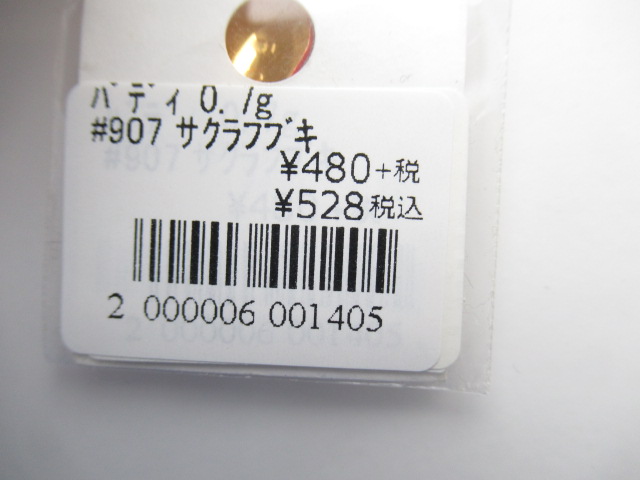 バディ 0.7g
#907 サクラフブキ
¥480+税
¥528税込
2 000006 001405